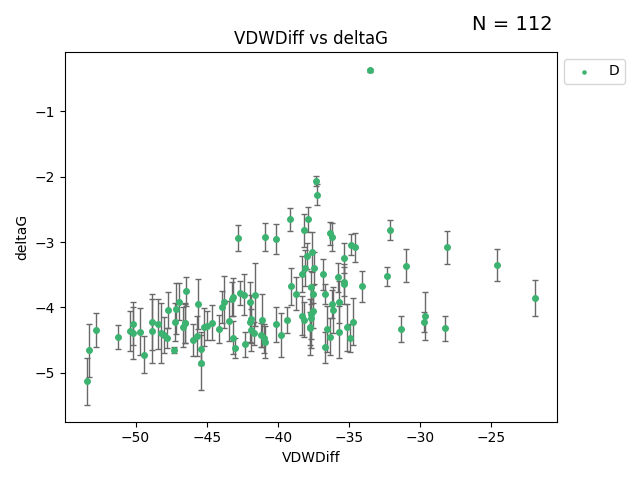 N = 112
VDWDiff vs deltaG
D
−1
−2
−3
−4
−5
deltaG
−50 −45 −40 −35 −30 −25
VDWDiff